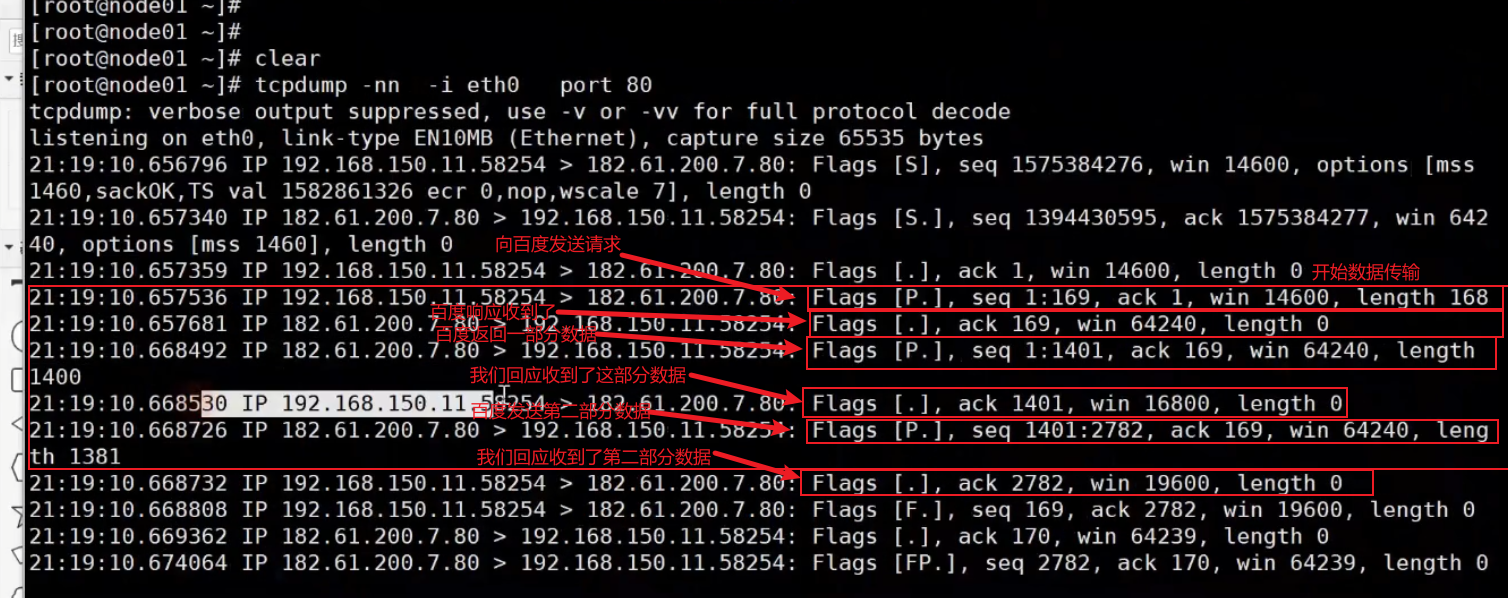 [root@node01 ~]#
[root@node01 ~]#
[root@node01 ~]# clear
[root@node01 ~]# tcpdump -nn  -i eth0   port 80
tcpdump: verbose output suppressed, use -v or -vv for full protocol decode
listening on eth0, link-type EN10MB (Ethernet), capture size 65535 bytes
21:19:10.656796 IP 192.168.150.11.58254 > 182.61.200.7.80: Flags [S], seq 1575384276, win 14600, options [mss
1460,sackOK,TS val 1582861326 ecr 0,nop,wscale 7], length 0
21:19:10.657340 IP 182.61.200.7.80 > 192.168.150.11.58254: Flags [S.], seq 1394430595, ack 1575384277, win 642
40, options [mss 1460], length 0
向百度发送请求
21:19:10.657359 IP 192.168.150.11.58254 > 182.61.200.7.80: Flags [.], ack 1, win 14600, length 0
开始数据传输
21:19:10.657536 IP 192.168.150.11.58254 > 182.61.200.7.80: Flags [P.], seq 1:169, ack 1, win 14600, length 168
百度响应收到了
21:19:10.657681 IP 182.61.200.7.80 > 192.168.150.11.58254: Flags [.], ack 169, win 64240, length 0
百度返回一部分数据
21:19:10.668492 IP 182.61.200.7.80 > 192.168.150.11.58254: Flags [P.], seq 1:1401, ack 169, win 64240, length
1400
我们回应收到了这部分数据
21:19:10.668530 IP 192.168.150.11.58254 > 182.61.200.7.80: Flags [.], ack 1401, win 16800, length 0
百度发送第二部分数据
21:19:10.668726 IP 182.61.200.7.80 > 192.168.150.11.58254: Flags [P.], seq 1401:2782, ack 169, win 64240, leng
th 1381
我们回应收到了第二部分数据
21:19:10.668732 IP 192.168.150.11.58254 > 182.61.200.7.80: Flags [.], ack 2782, win 19600, length 0
21:19:10.668808 IP 192.168.150.11.58254 > 182.61.200.7.80: Flags [F.], seq 169, ack 2782, win 19600, length 0
21:19:10.669362 IP 182.61.200.7.80 > 192.168.150.11.58254: Flags [.], ack 170, win 64239, length 0
21:19:10.674064 IP 182.61.200.7.80 > 192.168.150.11.58254: Flags [FP.], seq 2782, ack 170, win 64239, length 0